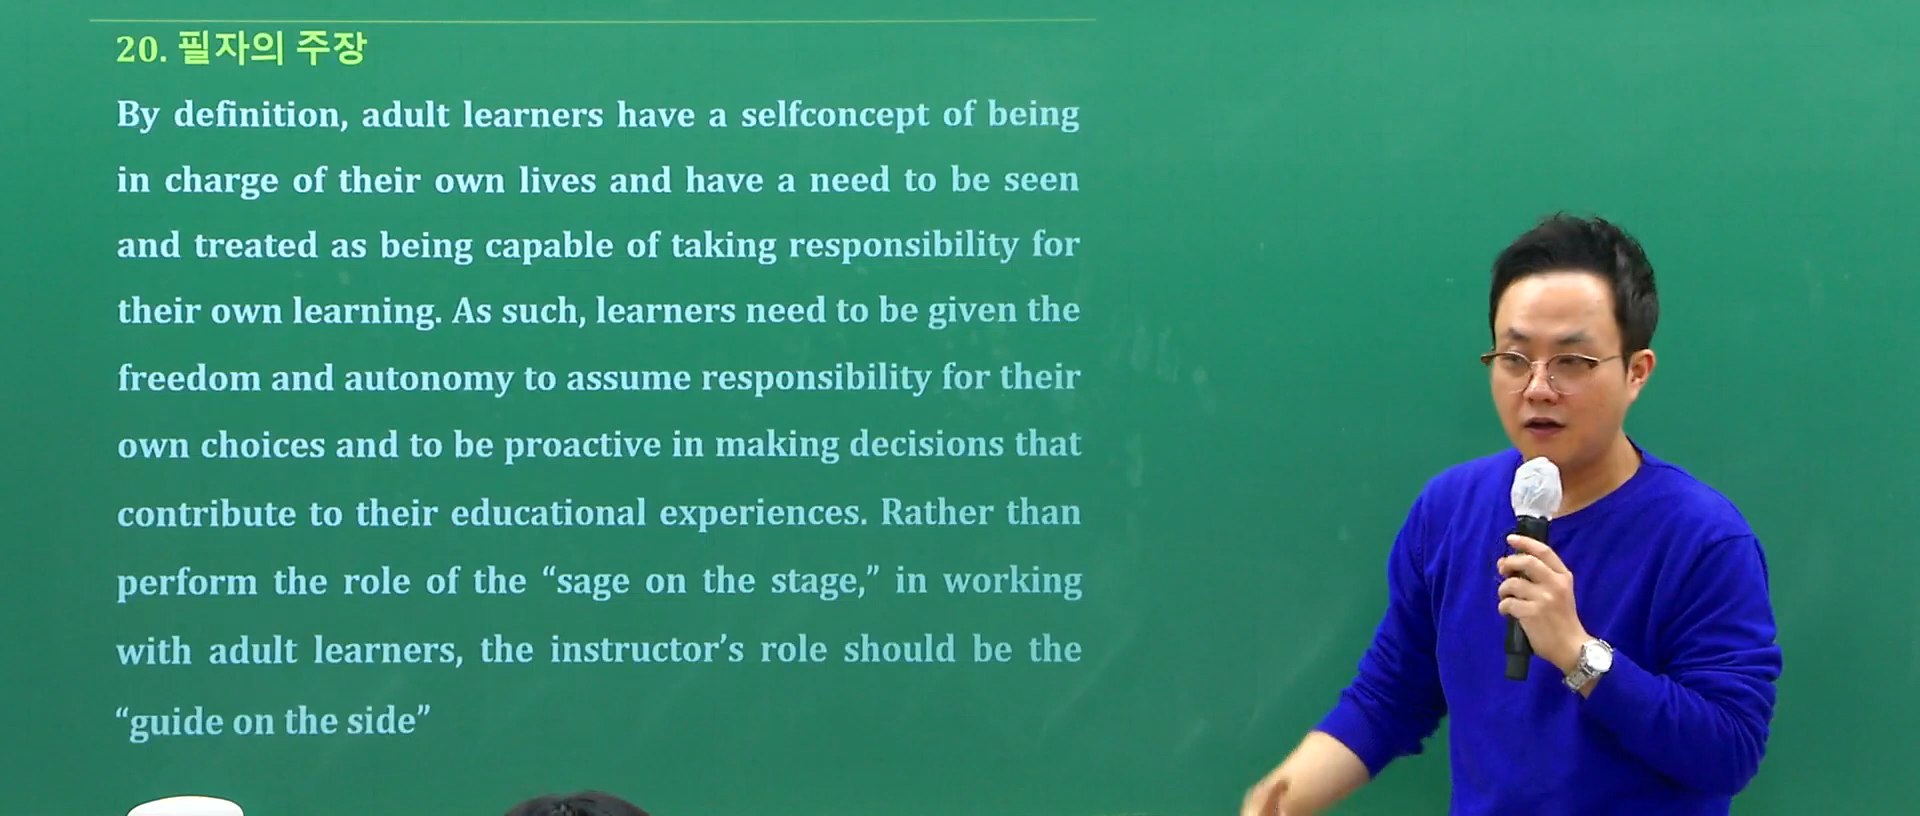 20. 필자의 주장
By definition, adult learners have a selfconcept of being
in charge of their own lives and have a need to be seen
and treated as being capable of taking responsibility for
their own learning. As such, learners need to be given the
freedom and autonomy to assume responsibility for their
own choices and to be proactive in making decisions that
contribute to their educational experiences. Rather than
perform the role of the “sage on the stage,” in working
with adult learners, the instructor’s role should be the
“guide on the side”